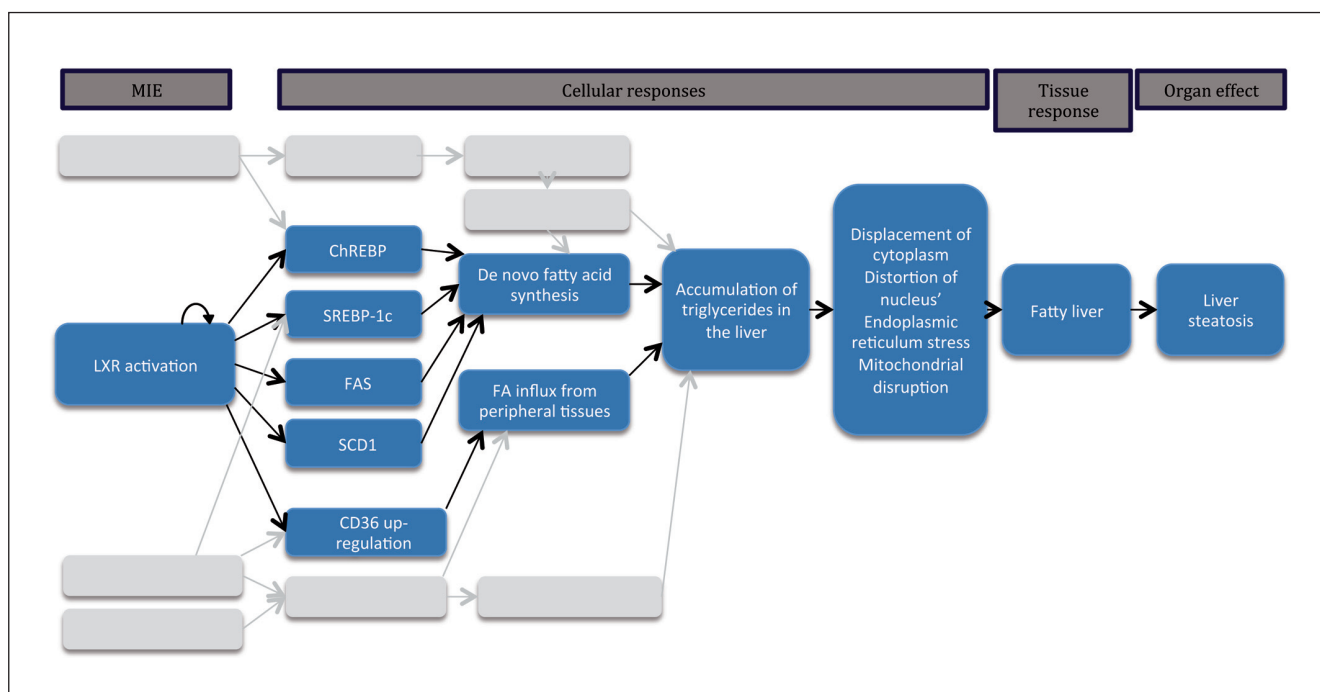 MIE
Cellular responses
Tissue
response
Organ effect
ChREBP
SREBP-1c
FAS
SCD1
CD36 up-
regulation
LXR activation
De novo fatty acid
synthesis
FA influx from
peripheral tissues
Accumulation of
triglycerides in
the liver
Displacement of
cytoplasm
Distortion of
nucleus’
Endoplasmic
reticulum stress
Mitochondrial
disruption
Fatty liver
Liver
steatosis